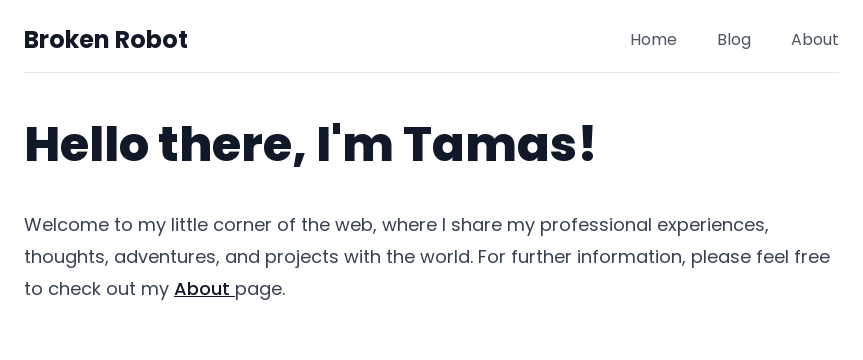 Broken Robot
Home Blog About
Hello there, I'm Tamas!
Welcome to my little corner of the web, where I share my professional experiences,
thoughts, adventures, and projects with the world. For further information, please feel free
to check out my About page.